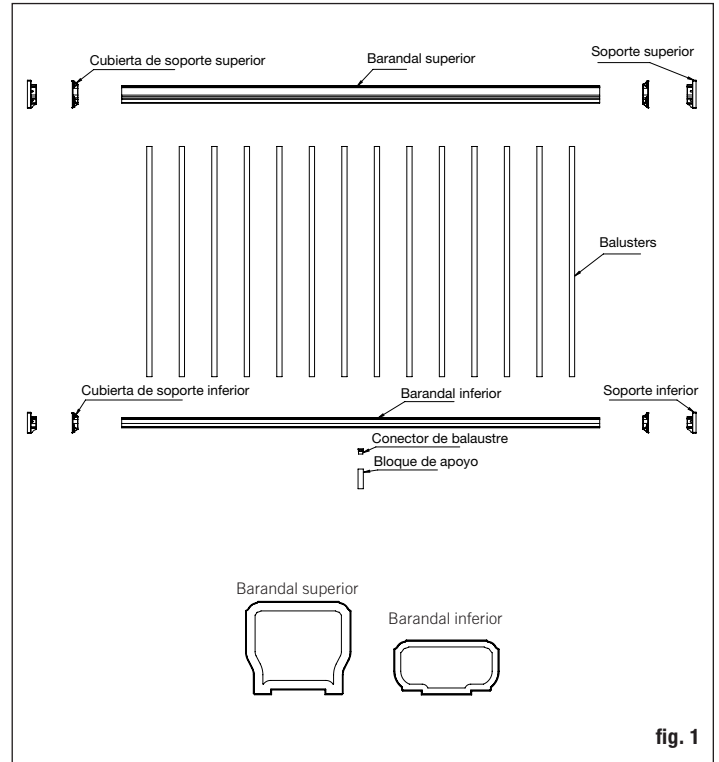 Cubierta de soporte superior
Barandal superior
Soporte superior
Balusters
Cubierta de soporte inferior
Barandal inferior
Soporte inferior
Conector de balaustre
Bloque de apoyo
Barandal superior
Barandal inferior
fig. 1